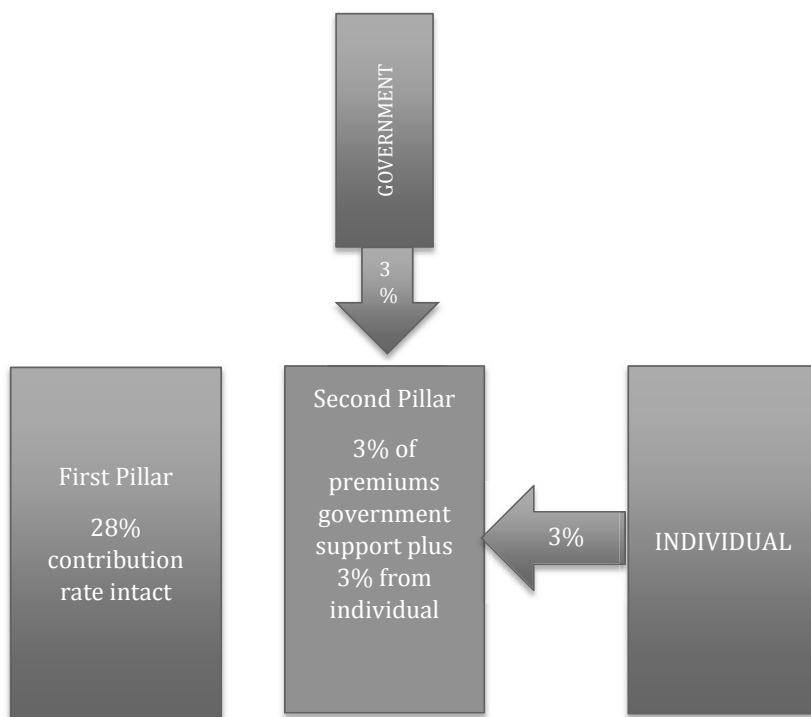 GOVERNMENT
3
%
First Pillar
28%
contribution
rate intact
Second Pillar
3% of
premiums
government
support plus
3% from
individual
3%
INDIVIDUAL